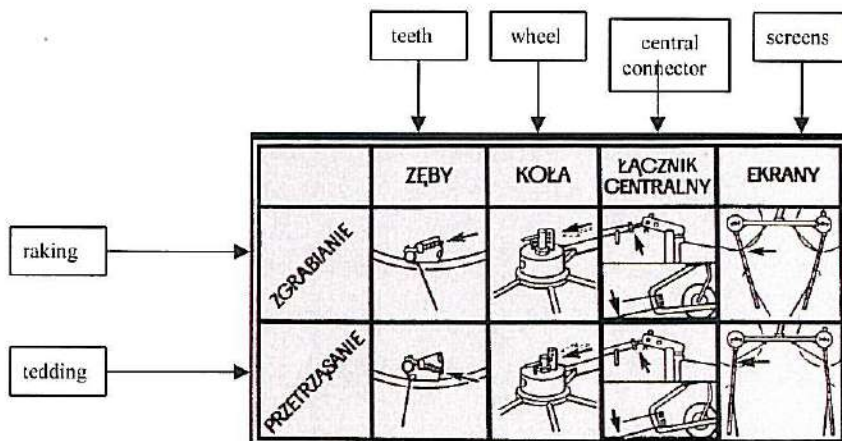 teeth
wheel
central
connector
screens
ZĘBY
KOŁA
ŁĄCZNIK
CENTRALNY
EKRANY
raking
ZGRABIANIE
tedding
PRZETRZĄSANIE